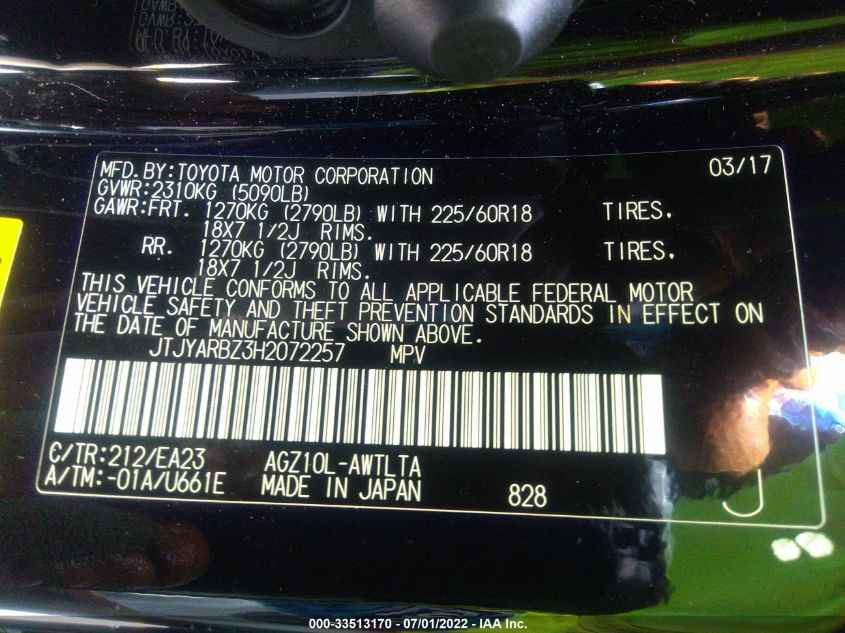 MFD.BY:TOYOTA MOTOR CORPORATION 03/17
GVWR:2310KG (5090LB)
GAWR:FRT. 1270KG (2790LB) WITH 225/60R18 TIRES.
18X7 1/2J RIMS.
RR. 1270KG (2790LB) WITH 225/60R18 TIRES.
18X7 1/2J RIMS.
THIS VEHICLE CONFORMS TO ALL APPLICABLE FEDERAL MOTOR
VEHICLE SAFETY AND THEFT PREVENTION STANDARDS IN EFFECT ON
THE DATE OF MANUFACTURE SHOWN ABOVE.
JTJYARBZ3H2072257 MPV
C/TR:212/EA23 AGZ10L-AWTLTA
A/TM:-01A/U661E MADE IN JAPAN 828 J
000-33513170 - 07/01/2022 - IAA Inc.